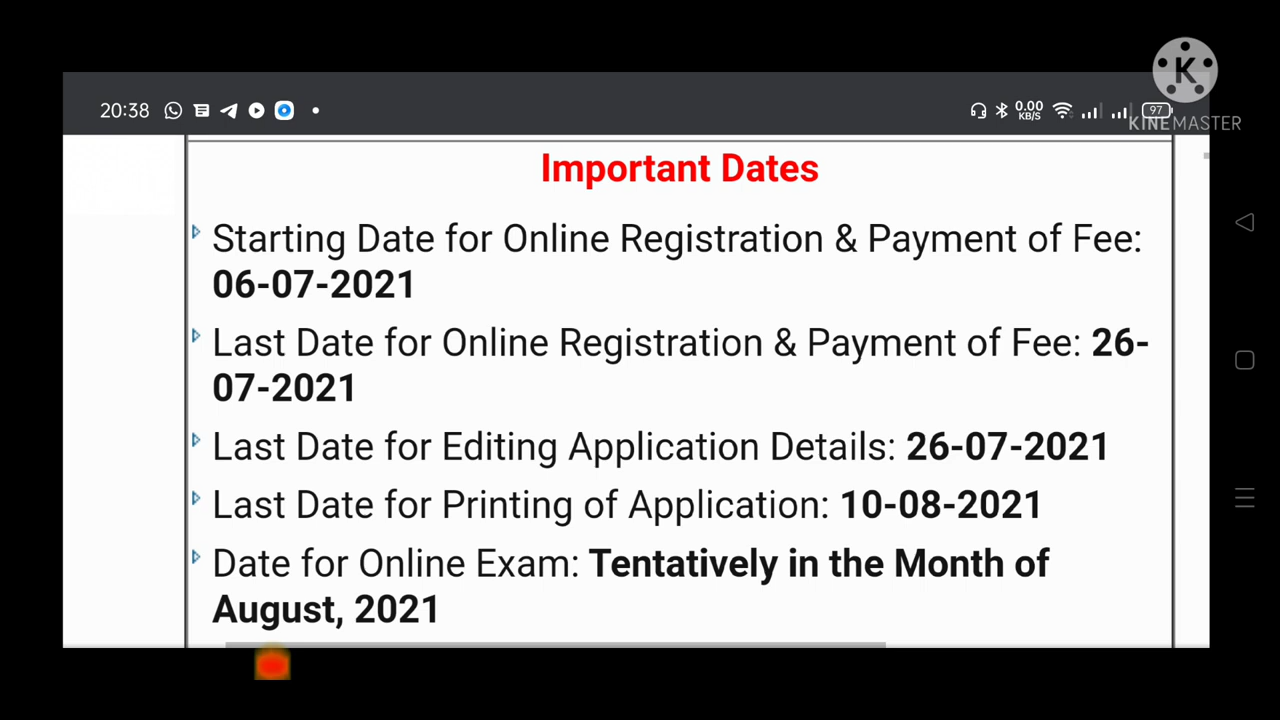 20:38
0.00
KB/S
97
K
KINEMASTER
Important Dates
Starting Date for Online Registration & Payment of Fee:
06-07-2021
Last Date for Online Registration & Payment of Fee: 26-
07-2021
Last Date for Editing Application Details: 26-07-2021
Last Date for Printing of Application: 10-08-2021
Date for Online Exam: Tentatively in the Month of
August, 2021